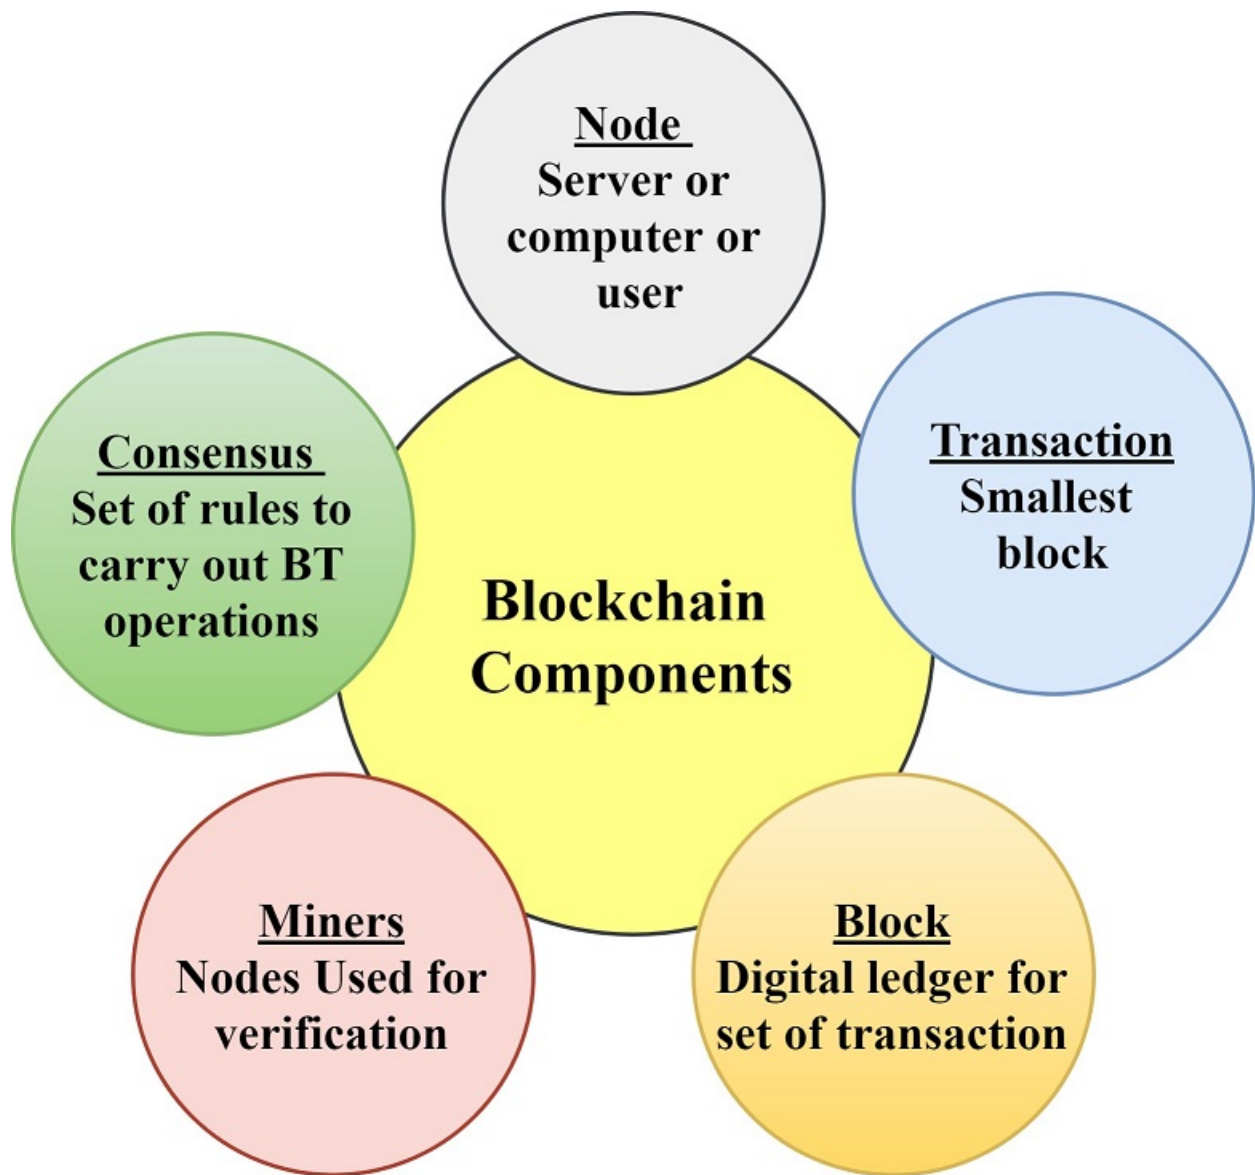 Node
Server or
computer or
user
Transaction
Smallest
block
Consensus
Set of rules to
carry out BT
operations
Blockchain
Components
Miners
Nodes Used for
verification
Block
Digital ledger for
set of transaction